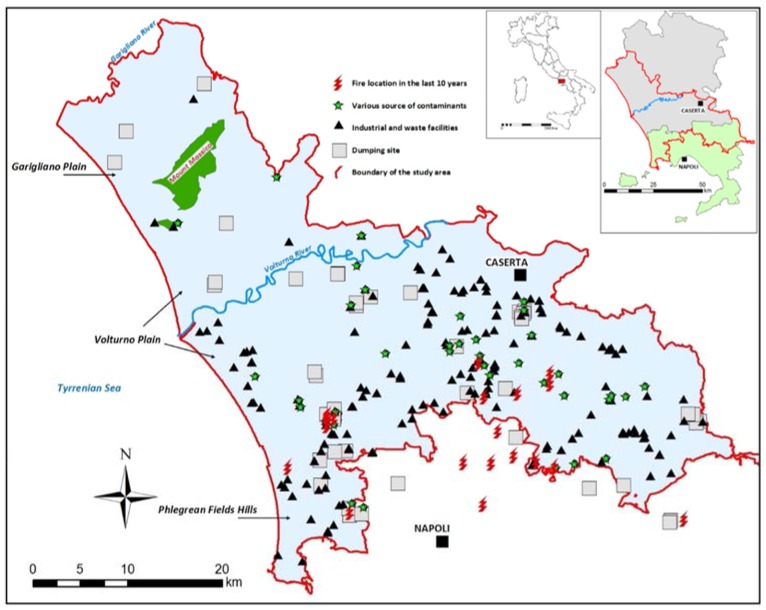 Garigliano River
Fire location in the last 10 years
Various source of contaminants
Industrial and waste facilities
Dumping site
Boundary of the study area
CASERTA
NAPOLI
0 25 50
km
Mount Massico
Garigliano Plain
Volturno River
CASERTA
Volturno Plain
Tyrrenian Sea
N
Phlegrean Fields Hills
NAPOLI
0 5 10 20
km